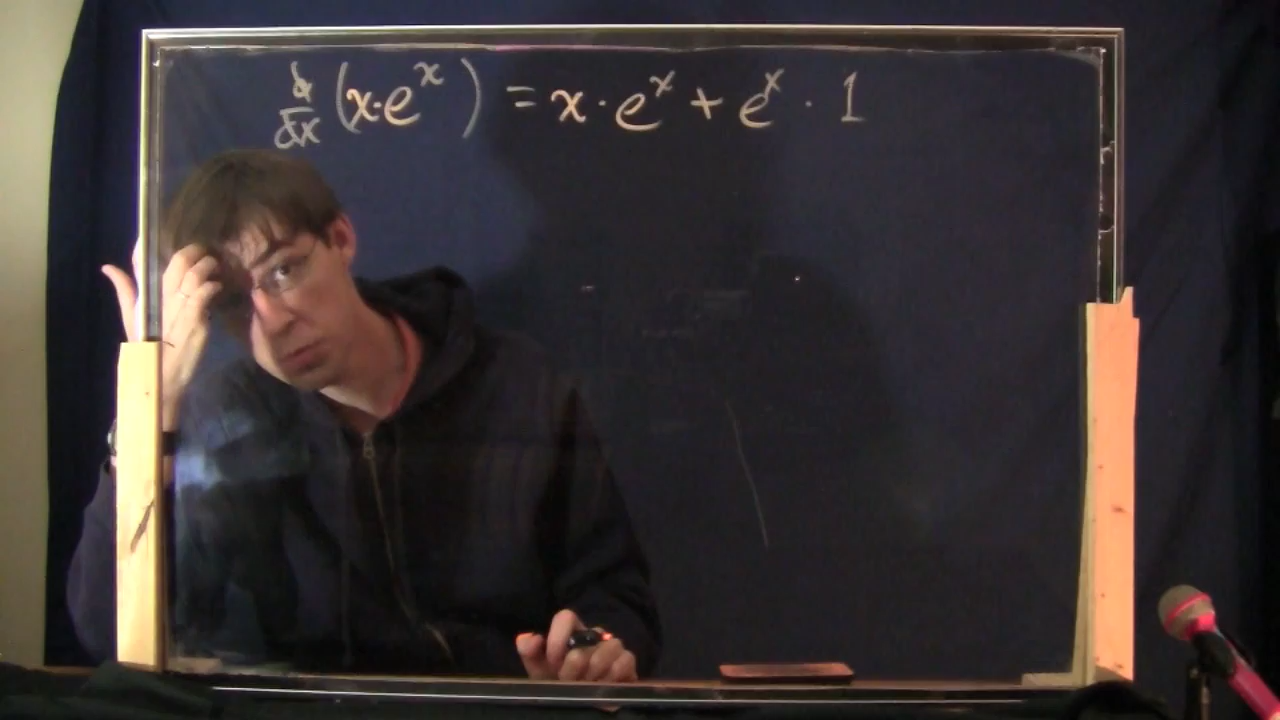 d/dx (x·e^x) = x·e^x + e^x · 1